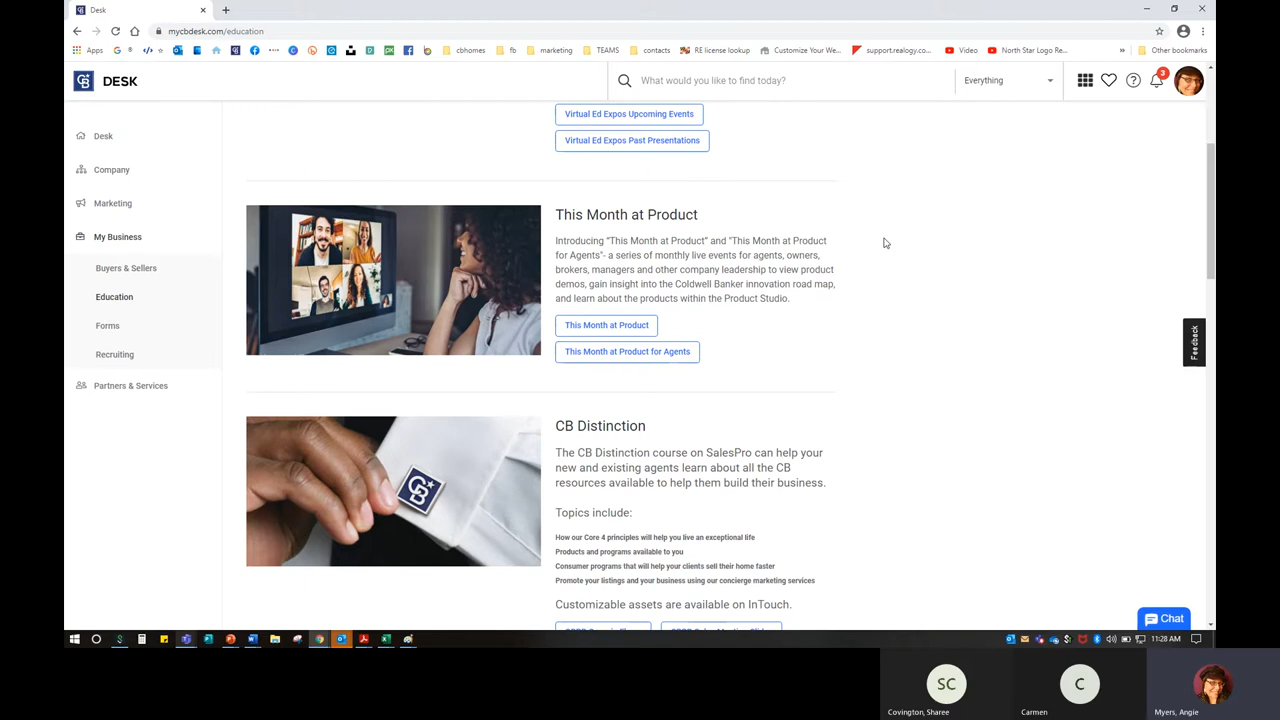 Desk
mycbdesk.com/education
Apps
G
cbhomes
fb
marketing
TEAMS
contacts
RE license lookup
Customize Your We...
support.realogy.co...
Video
North Star Logo Re...
»
Other bookmarks
CB
DESK
What would you like to find today?
Everything
3
Desk
Company
Marketing
My Business
Buyers & Sellers
Education
Forms
Recruiting
Partners & Services
Virtual Ed Expos Upcoming Events
Virtual Ed Expos Past Presentations
This Month at Product
Introducing “This Month at Product” and "This Month at Product
for Agents"- a series of monthly live events for agents, owners,
brokers, managers and other company leadership to view product
demos, gain insight into the Coldwell Banker innovation road map,
and learn about the products within the Product Studio.
This Month at Product
This Month at Product for Agents
CB
CB Distinction
The CB Distinction course on SalesPro can help your
new and existing agents learn about all the CB
resources available to help them build their business.
Topics include:
How our Core 4 principles will help you live an exceptional life
Products and programs available to you
Consumer programs that will help your clients sell their home faster
Promote your listings and your business using our concierge marketing services
Customizable assets are available on InTouch.
Feedback
Chat
11:28 AM
SC
C
Covington, Sharee
Carmen
Myers, Angie